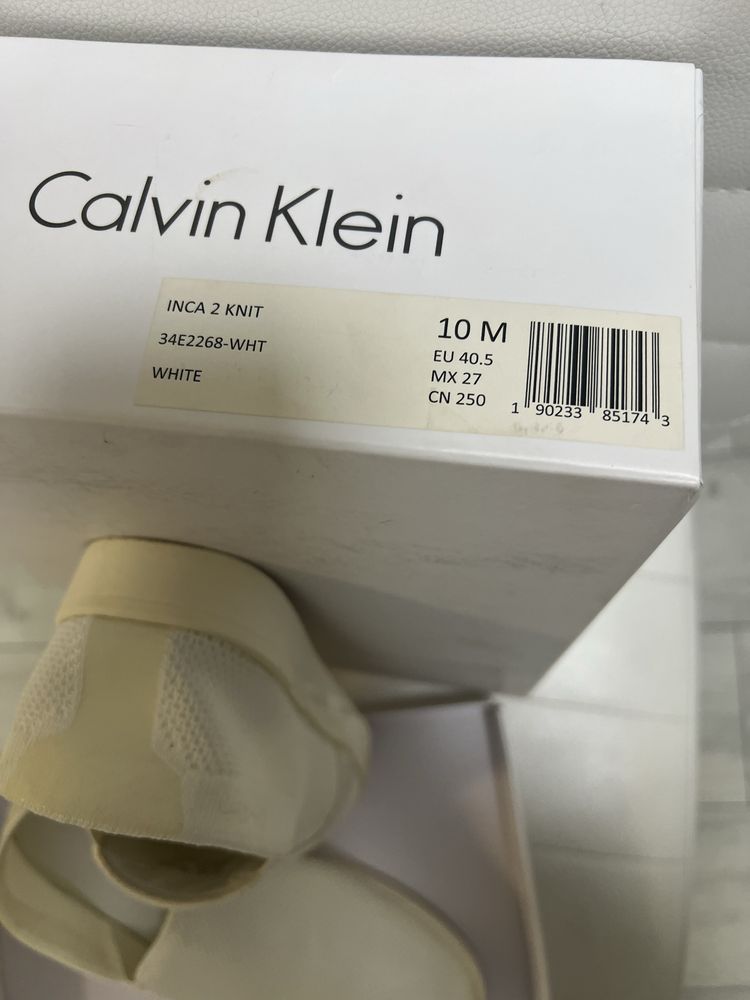 Calvin Klein
INCA 2 KNIT
34E2268-WHT
WHITE
10 M
EU 40.5
MX 27
CN 250
1 90233 85174 3